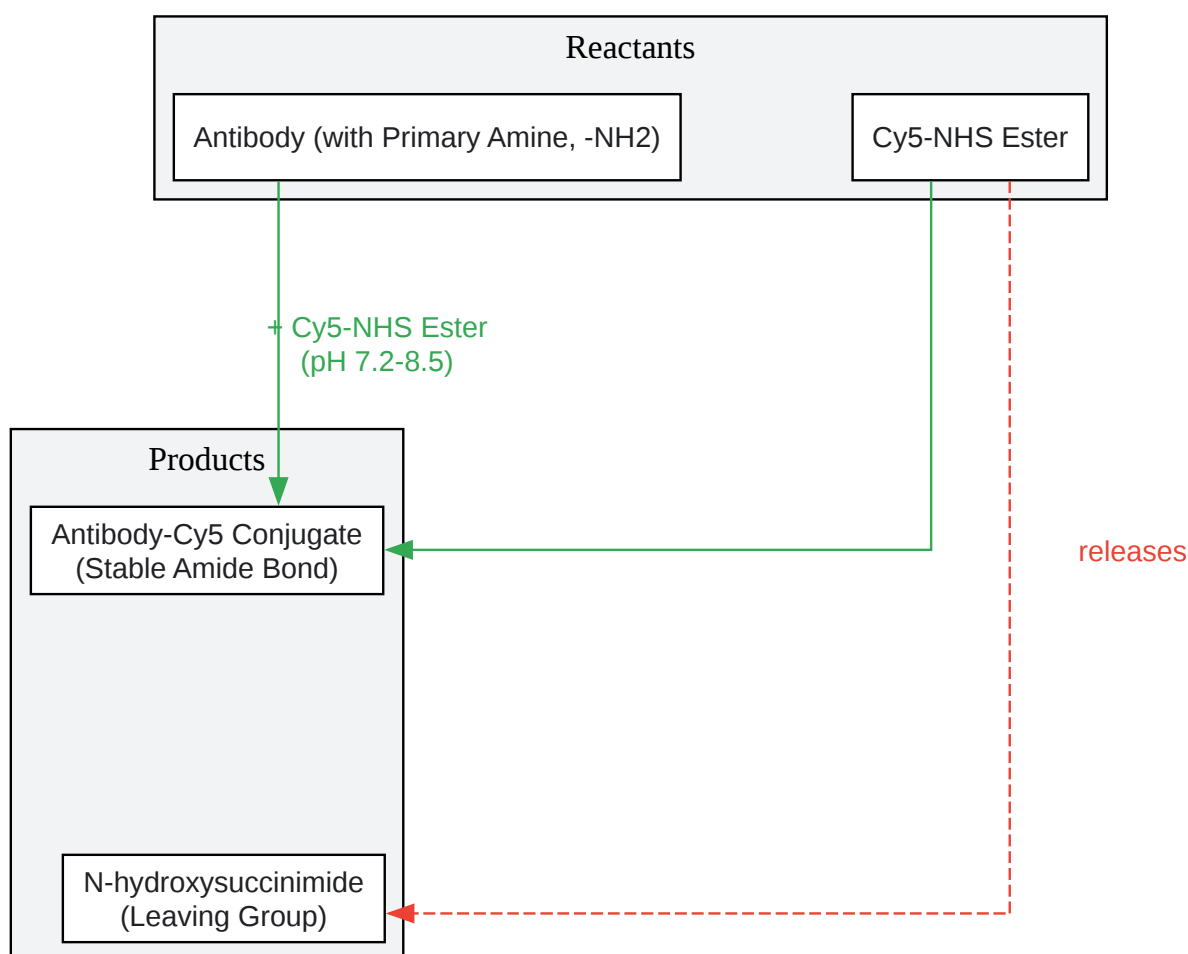 Reactants
Antibody (with Primary Amine, -NH2)
Cy5-NHS Ester
+ Cy5-NHS Ester
(pH 7.2-8.5)
Products
Antibody-Cy5 Conjugate
(Stable Amide Bond)
releases
N-hydroxysuccinimide
(Leaving Group)